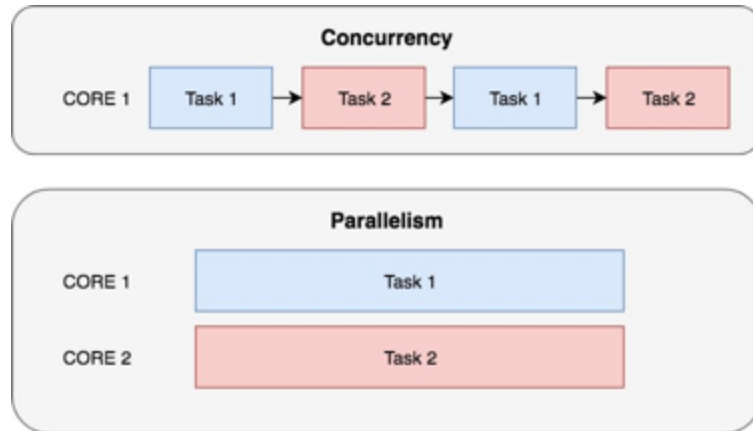 Concurrency
CORE 1 Task 1 Task 2 Task 1 Task 2
Parallelism
CORE 1 Task 1
CORE 2 Task 2